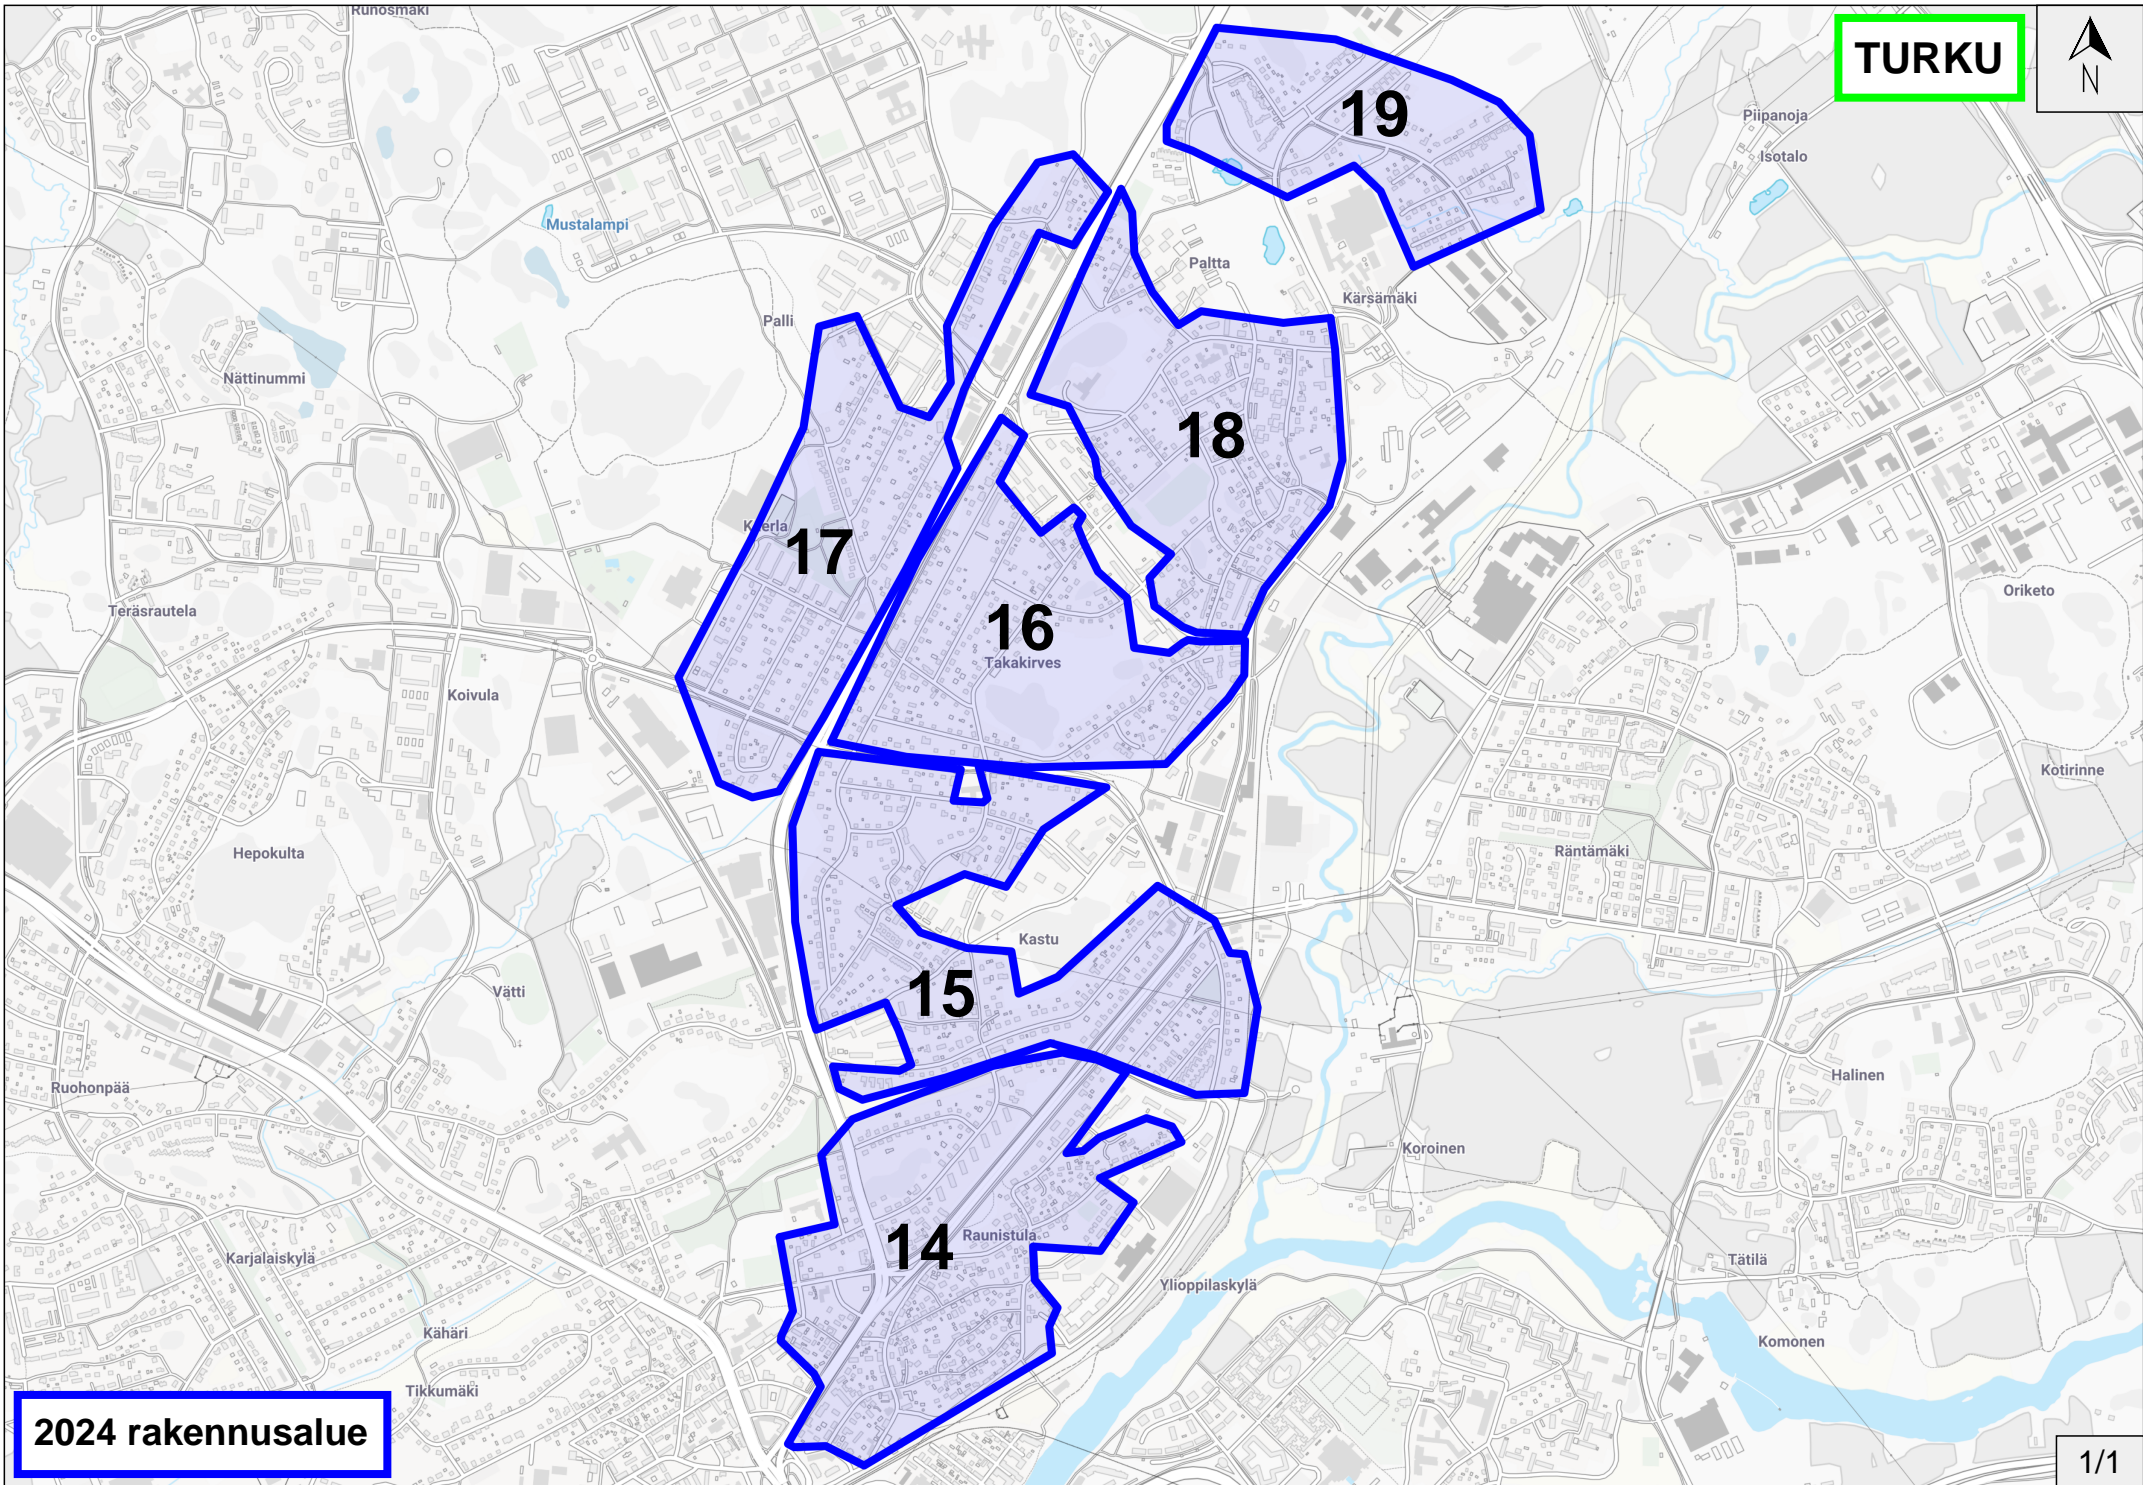 Runosmäki
TURKU
N
19
Piipanoja
Isotalo
Mustalampi
Paltta
Kärsämäki
Palli
Nättinummi
18
Kaerla
17
Teräsrautela
Oriketo
16
Takakirves
Koivula
Kotirinne
Hepokulta
Räntämäki
Kastu
15
Vätti
Ruohonpää
Halinen
Koroinen
14
Raunistula
Karjalaiskylä
Ylioppilaskylä
Tätilä
Kähäri
Komonen
Tikkumäki
2024 rakennusalue
1/1